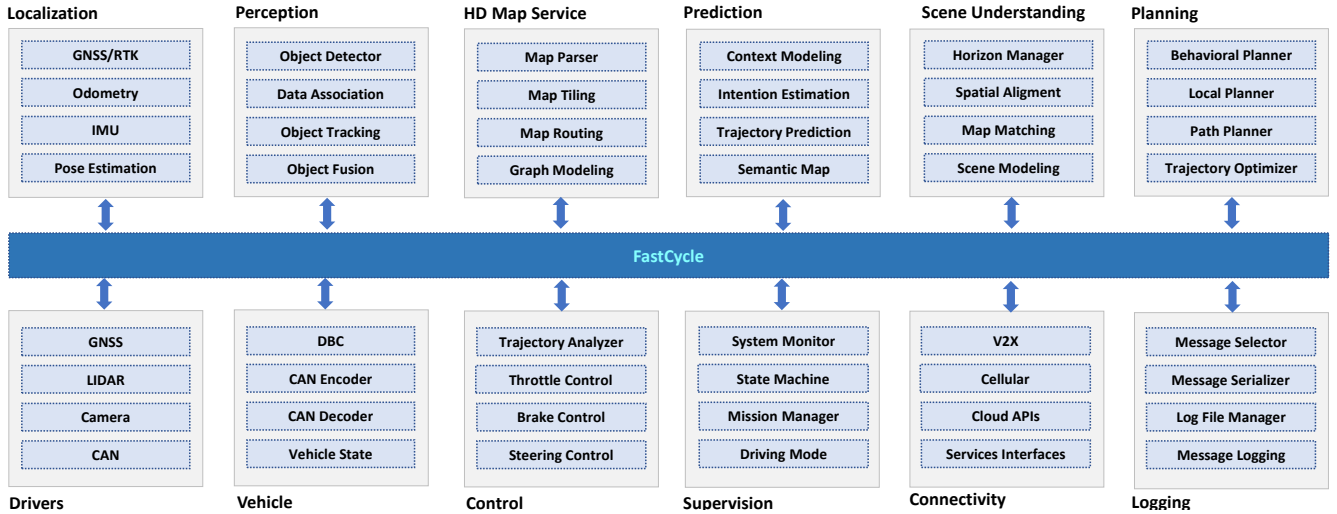 Localization
GNSS/RTK
Odometry
IMU
Pose Estimation
Perception
Object Detector
Data Association
Object Tracking
Object Fusion
HD Map Service
Map Parser
Map Tiling
Map Routing
Graph Modeling
Prediction
Context Modeling
Intention Estimation
Trajectory Prediction
Semantic Map
Scene Understanding
Horizon Manager
Spatial Aligment
Map Matching
Scene Modeling
Planning
Behavioral Planner
Local Planner
Path Planner
Trajectory Optimizer
FastCycle
GNSS
LIDAR
Camera
CAN
Drivers
DBC
CAN Encoder
CAN Decoder
Vehicle State
Vehicle
Trajectory Analyzer
Throttle Control
Brake Control
Steering Control
Control
System Monitor
State Machine
Mission Manager
Driving Mode
Supervision
V2X
Cellular
Cloud APIs
Services Interfaces
Connectivity
Message Selector
Message Serializer
Log File Manager
Message Logging
Logging